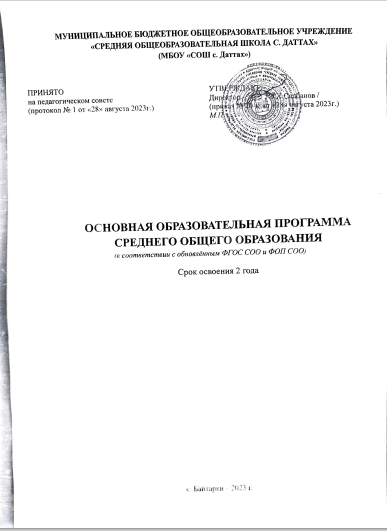 МУНИЦИПАЛЬНОЕ БЮДЖЕТНОЕ ОБЩЕОБРАЗОВАТЕЛЬНОЕ УЧРЕЖДЕНИЕ
«СРЕДНЯЯ ОБЩЕОБРАЗОВАТЕЛЬНАЯ ШКОЛА С. ДАТТАХ»
(МБОУ «СОШ с. Даттах»)
ПРИНЯТО
на педагогическом совете
(протокол № 1 от «28» августа 2023г.)
УТВЕРЖДАЮ
Директор /
августа 2023г.)
М.П.
ОСНОВНАЯ ОБРАЗОВАТЕЛЬНАЯ ПРОГРАММА
СРЕДНЕГО ОБЩЕГО ОБРАЗОВАНИЯ
(в соответствии с обновлённым ФГОС СОО и ФОП СОО)
Срок освоения 2 года
с. Байтарки – 2023 г.